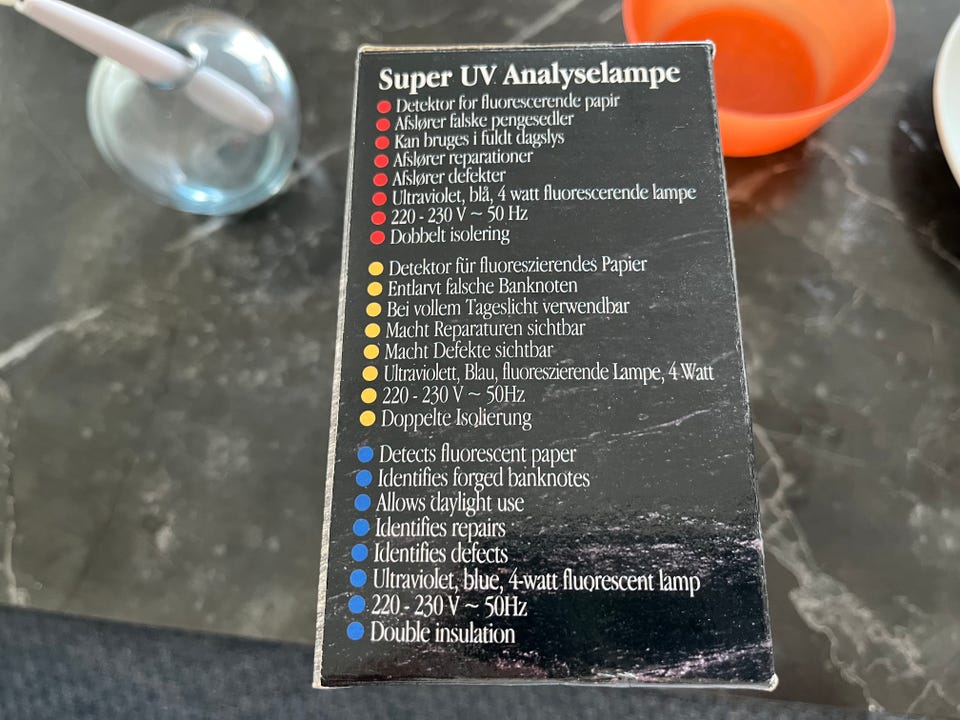 Super UV Analyselampe
Detektor for fluorescerende papir
Afslører falske pengesedler
Kan bruges i fuldt dagslys
Afslører reparationer
Afslører defekter
Ultraviolet, blå, 4 watt fluorescerende lampe
220 - 230 V ~ 50 Hz
Dobbelt isolering
Detektor für fluoreszierendes Papier
Entlarvt falsche Banknoten
Bei vollem Tageslicht verwendbar
Macht Reparaturen sichtbar
Macht Defekte sichtbar
Ultraviolett, Blau, fluoreszierende Lampe, 4 Watt
220 - 230 V ~ 50Hz
Doppelte Isolierung
Detects fluorescent paper
Identifies forged banknotes
Allows daylight use
Identifies repairs
Identifies defects
Ultraviolet, blue, 4-watt fluorescent lamp
220 - 230 V ~ 50Hz
Double insulation